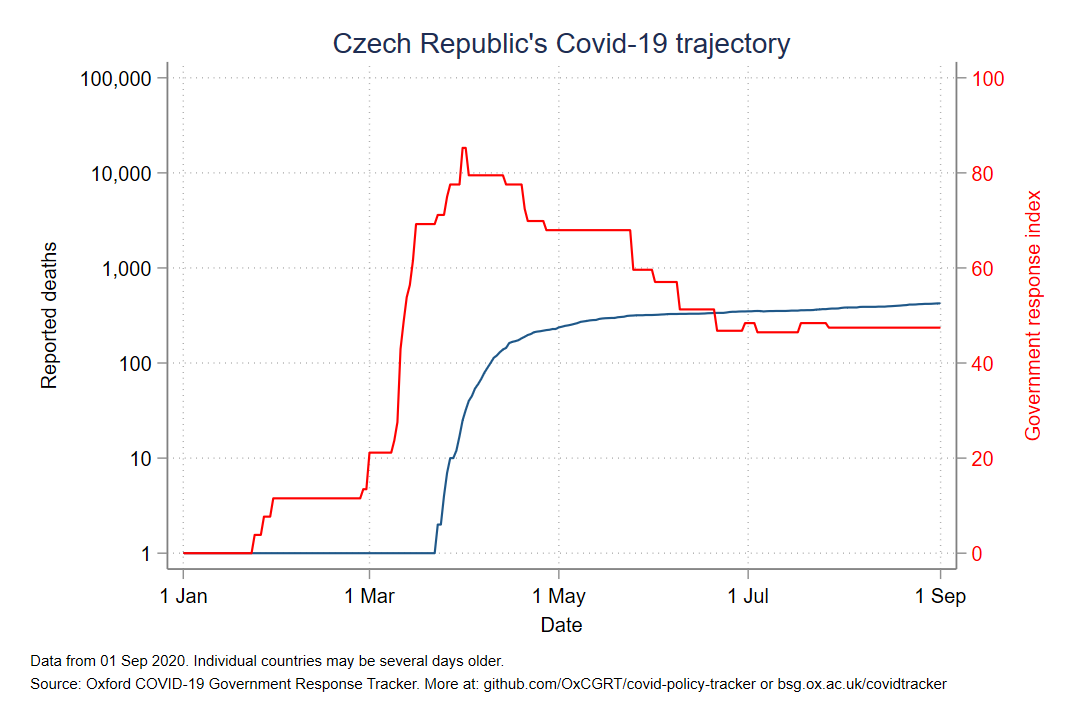 Czech Republic's Covid-19 trajectory
100,000
10,000
1,000
100
10
1
Reported deaths
100
80
60
40
20
0
Government response index
1 Jan 1 Mar 1 May 1 Jul 1 Sep
Date
Data from 01 Sep 2020. Individual countries may be several days older.
Source: Oxford COVID-19 Government Response Tracker. More at: github.com/OxCGRT/covid-policy-tracker or bsg.ox.ac.uk/covidtracker